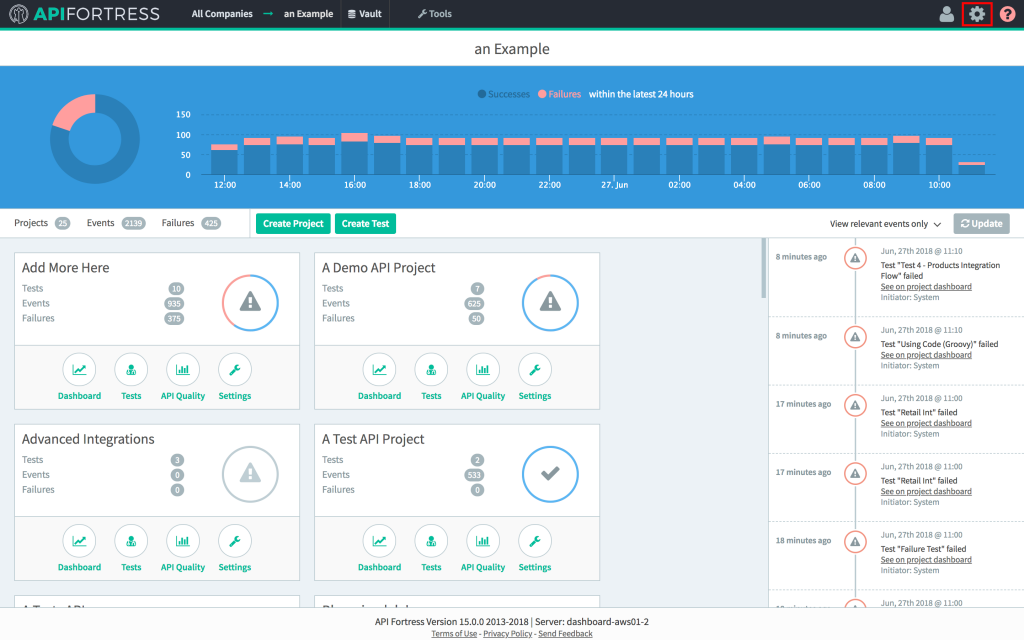 APIFORTRESS All Companies → an Example Vault Tools ?
an Example
Successes Failures within the latest 24 hours
150
100
50
0
12:00 14:00 16:00 18:00 20:00 22:00 27. Jun 02:00 04:00 06:00 08:00 10:00
Projects 25 Events 2139 Failures 425 Create Project Create Test View relevant events only Update
Add More Here
Tests 10
Events 935
Failures 375
Dashboard Tests API Quality Settings
A Demo API Project
Tests 7
Events 625
Failures 50
Dashboard Tests API Quality Settings
Advanced Integrations
Tests 3
Events 0
Failures 0
Dashboard Tests API Quality Settings
A Test API Project
Tests 2
Events 533
Failures 0
Dashboard Tests API Quality Settings
8 minutes ago
Jun, 27th 2018 @ 11:10
Test "Test 4 - Products Integration
Flow" failed
See on project dashboard
Initiator: System
8 minutes ago
Jun, 27th 2018 @ 11:10
Test "Using Code (Groovy)" failed
See on project dashboard
Initiator: System
17 minutes ago
Jun, 27th 2018 @ 11:00
Test "Retail Int" failed
See on project dashboard
Initiator: System
17 minutes ago
Jun, 27th 2018 @ 11:00
Test "Retail Int" failed
See on project dashboard
Initiator: System
18 minutes ago
Jun, 27th 2018 @ 11:00
Test "Failure Test" failed
See on project dashboard
Initiator: System
Jun, 27th 2018 @ 11:00
API Fortress Version 15.0.0 2013-2018 | Server: dashboard-aws01-2
Terms of Use - Privacy Policy - Send Feedback